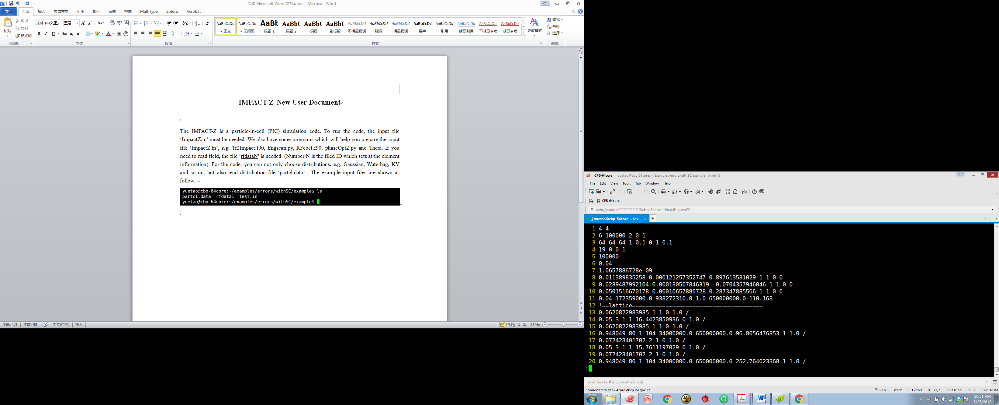 新建 Microsoft Word 文档.docx - Microsoft Word
文件 开始 插入 页面布局 引用 邮件 审阅 视图 MathType Zotero Acrobat
粘贴
剪切
复制
格式刷
剪贴板
宋体 (中文正文 五号
字体
段落
AaBbCcDd AaBbCcDd AaBb AaBbC AaBbC AaBbC AaBbCcDd AaBbCcDd AaBbCcDd AaBbCcDd AaBbCcDd AaBbCcDd AaBbCcDd AaBbCcDd
正文 无间隔 标题 1 标题 2 标题 副标题 不明显强调 强调 明显强调 要点 引用 明显引用 不明显参考 明显参考
更改样式
样式
查找
替换
选择
编辑
IMPACT-Z New User Document
The IMPACT-Z is a particle-in-cell (PIC) simulation code. To run the code, the input file
‘ImpactZ.in’ must be needed. We also have some programs which will help you prepare the input
file ‘ImpactZ.in’, e.g. Tr2Impact.f90, Engscan.py, RFcoef.f90, phaseOptZ.py and Theta. If you
need to read field, the file ‘rfdataN’ is needed. (Number N is the filed ID which sets at the element
information). For the code, you can not only choose distributions, e.g. Gaussian, Waterbag, KV
and so on, but also read distribution file ‘partcl.data’ . The example input files are shown as
follow.
yuetao@cbp-64core:~/examples/errors/withSC/example$ ls
partcl.data rfdata1 test.in
yuetao@cbp-64core:~/examples/errors/withSC/example$
页面: 1/1 字数: 98 中文(中国) 插入 130%
CPB-64core yuetao@cbp-64core: ~/examples/errors/withSC/example - Xshell 5
File Edit View Tools Tab Window Help
CPB-64core
ssh://yuetao:*************@cbp-64core.dhcp.lbl.gov:22
1 yuetao@cbp-64core: ~/ex... × +
1 4 4
2 6 100000 2 0 1
3 64 64 64 1 0.1 0.1 0.1
4 19 0 0 1
5 100000
6 0.04
7 1.0657886728e-09
8 0.011389835258 0.000121257352747 0.897613531029 1 1 0 0
9 0.0239487992104 0.000130507846319 -0.0704357946046 1 1 0 0
10 0.0501516670178 0.00010657886728 0.287347885566 1 1 0 0
11 0.04 172359000.0 938272310.0 1.0 650000000.0 110.163
12 !==lattice=======================================
13 0.0620822983935 1 1 0 1.0 /
14 0.05 3 1 1 16.4423850936 0 1.0 /
15 0.0620822983935 1 1 0 1.0 /
16 0.948049 80 1 104 34000000.0 650000000.0 96.8056476853 1 1.0 /
17 0.072423401702 2 1 0 1.0 /
18 0.05 3 1 1 15.7611197029 0 1.0 /
19 0.072423401702 2 1 0 1.0 /
20 0.948049 80 1 104 34000000.0 650000000.0 252.764023368 1 1.0 /
:
Send text to the current tab only
Connected to cbp-64core.dhcp.lbl.gov:22. SSH2 xterm 121x21 21,2 1 session CAP NUM
CH 10:51 AM
5/25/2018